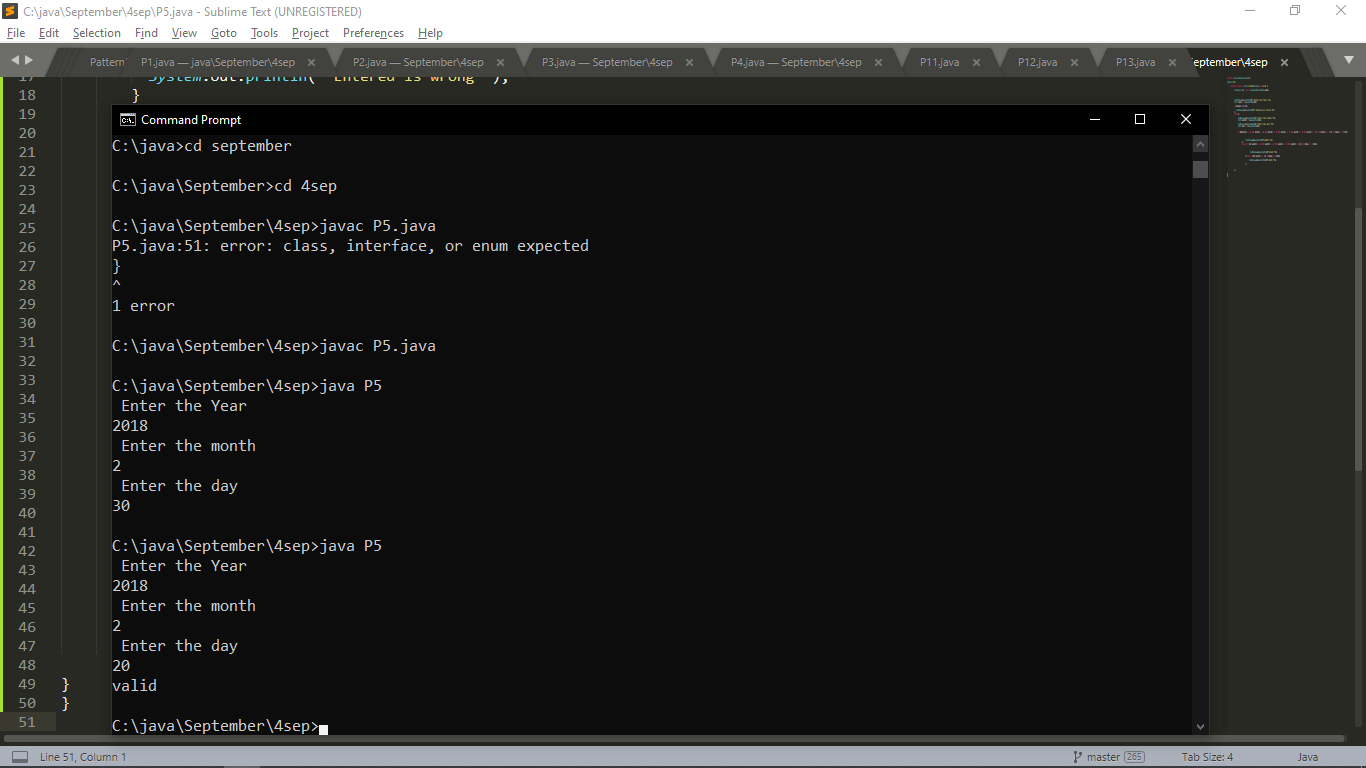 C:\java\September\4sep\P5.java - Sublime Text (UNREGISTERED)
File Edit Selection Find View Goto Tools Project Preferences Help
Pattern P1.java — java\September\4sep P2.java — September\4sep P3.java — September\4sep P4.java — September\4sep P11.java P12.java P13.java eptember\4sep
17 System.out.println(" Entered is wrong ");
18 }
19
20
21
22
23
24
25
26
27
28
29
30
31
32
33
34
35
36
37
38
39
40
41
42
43
44
45
46
47
48
49 }
50 }
51
Command Prompt
C:\java>cd september
C:\java\September>cd 4sep
C:\java\September\4sep>javac P5.java
P5.java:51: error: class, interface, or enum expected
}
^
1 error
C:\java\September\4sep>javac P5.java
C:\java\September\4sep>java P5
Enter the Year
2018
Enter the month
2
Enter the day
30
C:\java\September\4sep>java P5
Enter the Year
2018
Enter the month
2
Enter the day
20
valid
C:\java\September\4sep>
Line 51, Column 1 master 265 Tab Size: 4 Java